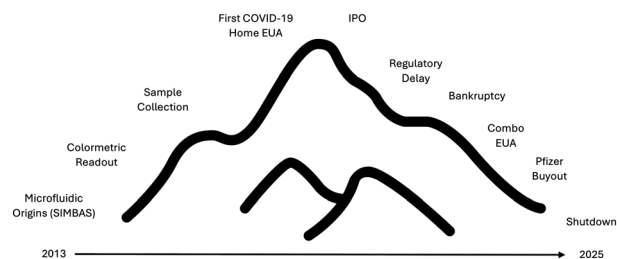 First COVID-19
Home EUA
IPO
Regulatory
Delay
Sample
Collection
Bankruptcy
Colormetric
Readout
Combo
EUA
Pfizer
Buyout
Microfluidic
Origins (SIMBAS)
Shutdown
2013
2025